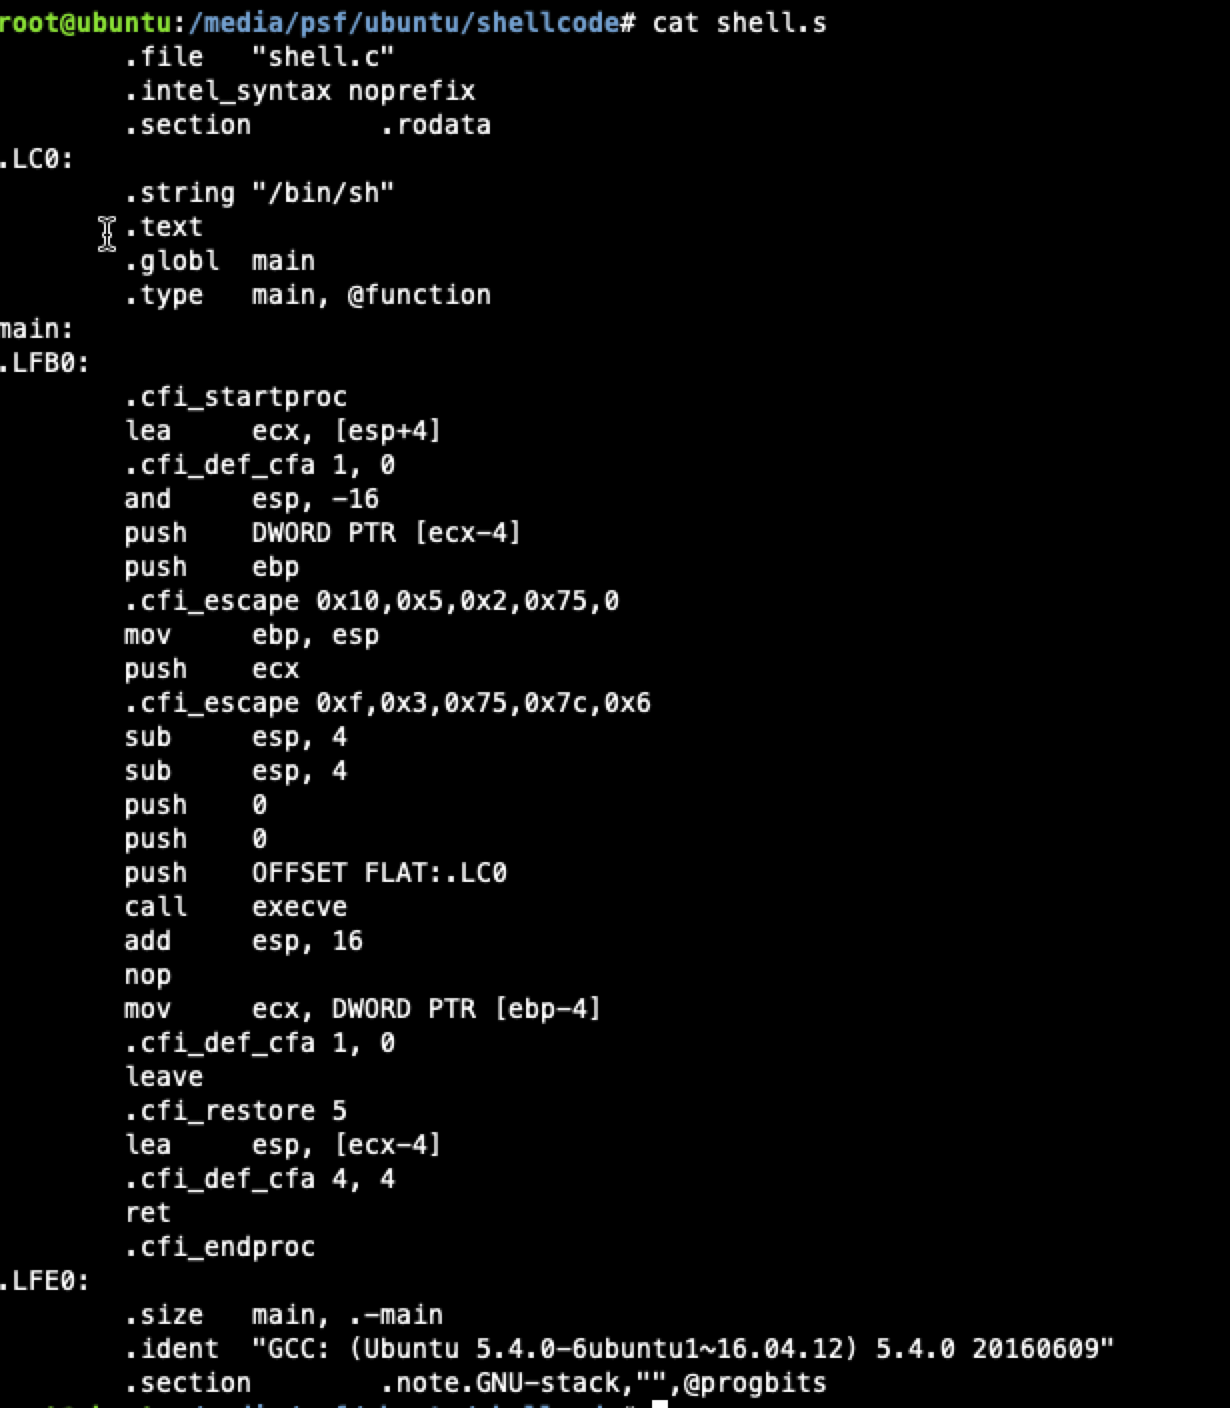 root@ubuntu:/media/psf/ubuntu/shellcode# cat shell.s
.file "shell.c"
.intel_syntax noprefix
.section .rodata
.LC0:
.string "/bin/sh"
.text
.globl main
.type main, @function
main:
.LFB0:
.cfi_startproc
lea ecx, [esp+4]
.cfi_def_cfa 1, 0
and esp, -16
push DWORD PTR [ecx-4]
push ebp
.cfi_escape 0x10,0x5,0x2,0x75,0
mov ebp, esp
push ecx
.cfi_escape 0xf,0x3,0x75,0x7c,0x6
sub esp, 4
sub esp, 4
push 0
push 0
push OFFSET FLAT:.LC0
call execve
add esp, 16
nop
mov ecx, DWORD PTR [ebp-4]
.cfi_def_cfa 1, 0
leave
.cfi_restore 5
lea esp, [ecx-4]
.cfi_def_cfa 4, 4
ret
.cfi_endproc
.LFE0:
.size main, .-main
.ident "GCC: (Ubuntu 5.4.0-6ubuntu1~16.04.12) 5.4.0 20160609"
.section .note.GNU-stack,"",@progbits